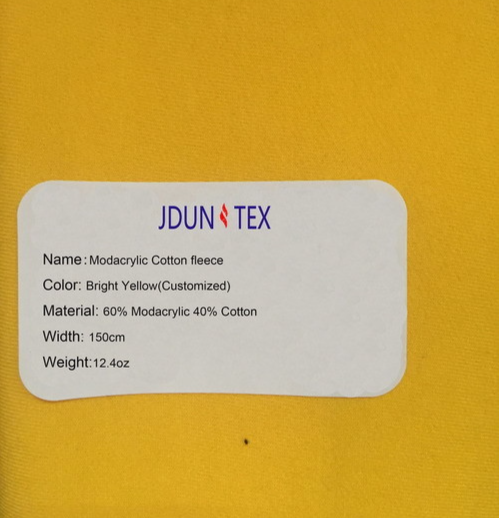 JDUN TEX
Name: Modacrylic Cotton fleece
Color: Bright Yellow(Customized)
Material: 60% Modacrylic 40% Cotton
Width: 150cm
Weight:12.4oz